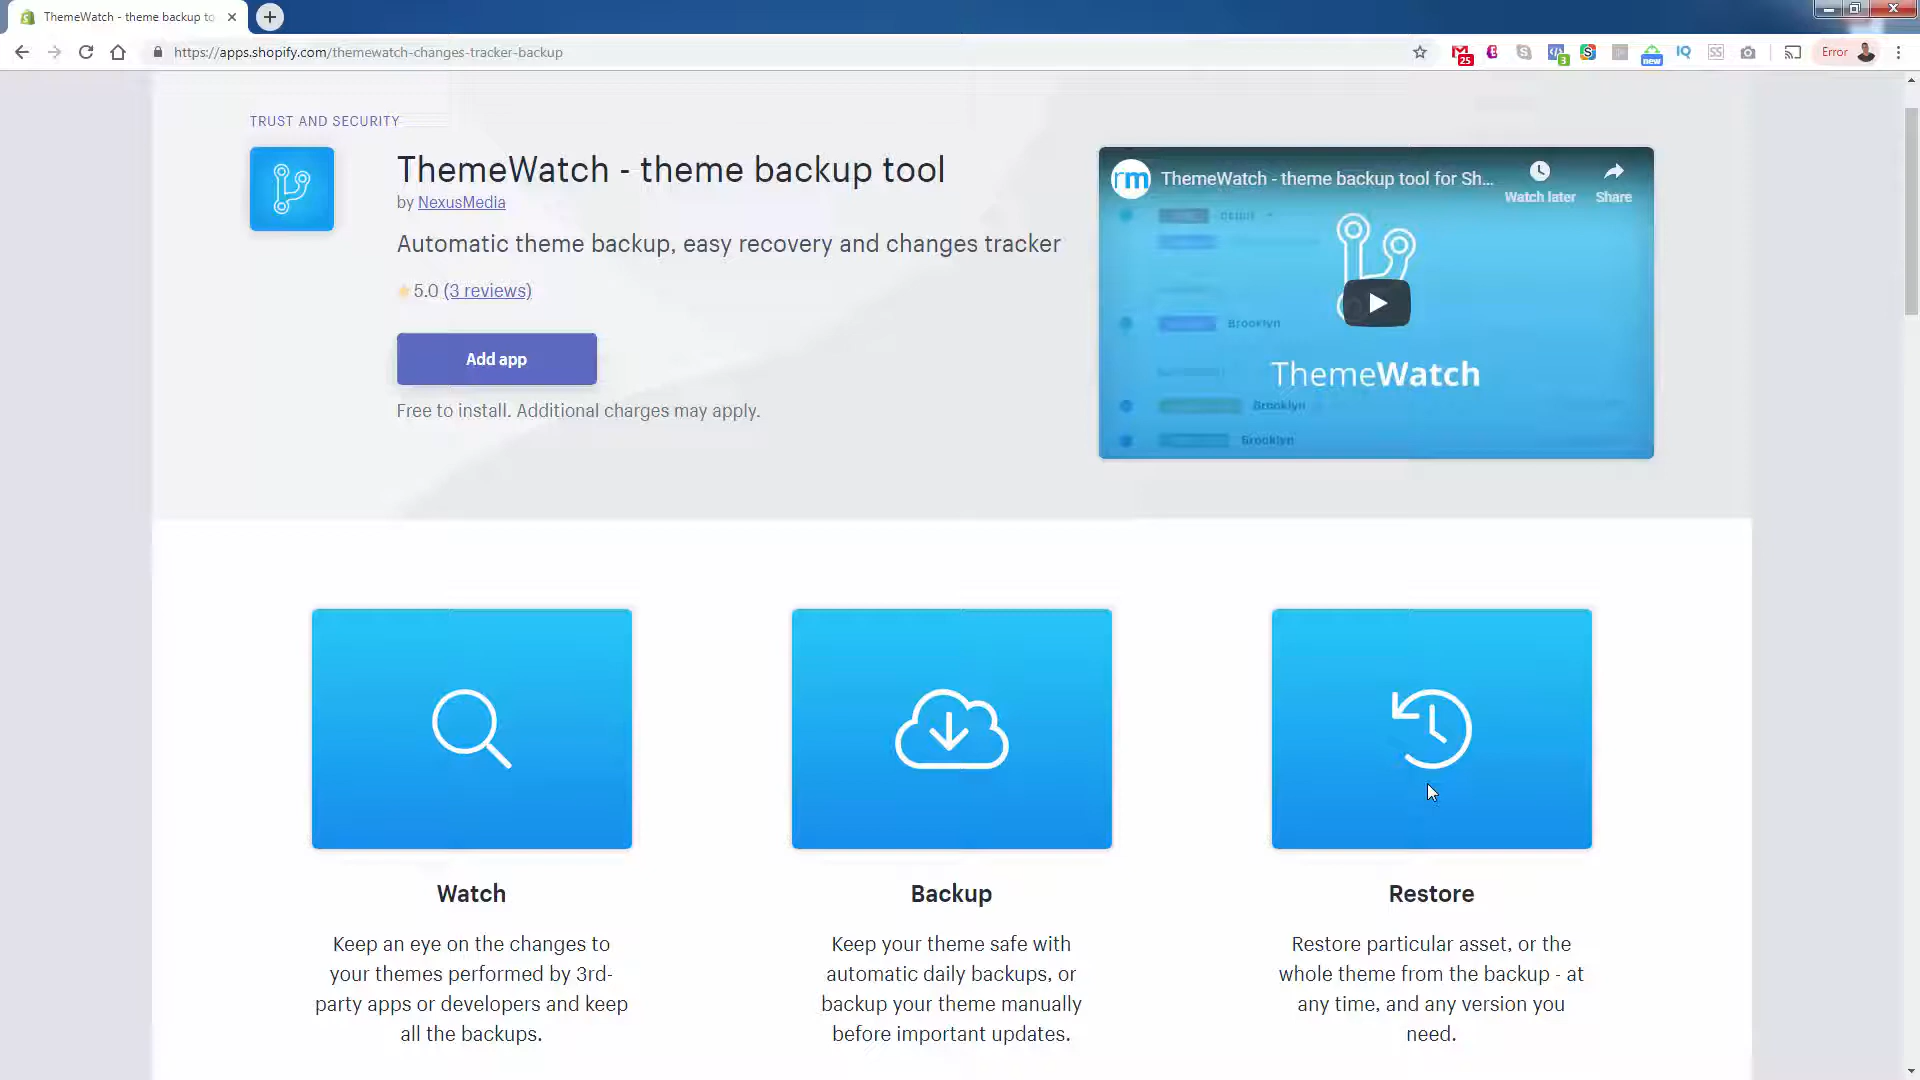 ThemeWatch - theme backup to
https://apps.shopify.com/themewatch-changes-tracker-backup
25
3
new
IQ
SS
Error
TRUST AND SECURITY
ThemeWatch - theme backup tool
by NexusMedia
Automatic theme backup, easy recovery and changes tracker
5.0 (3 reviews)
Add app
Free to install. Additional charges may apply.
rm
ThemeWatch - theme backup tool for Sh...
Watch later
Share
Brooklyn
ThemeWatch
Brooklyn
Brooklyn
Watch
Keep an eye on the changes to
your themes performed by 3rd-
party apps or developers and keep
all the backups.
Backup
Keep your theme safe with
automatic daily backups, or
backup your theme manually
before important updates.
Restore
Restore particular asset, or the
whole theme from the backup - at
any time, and any version you
need.